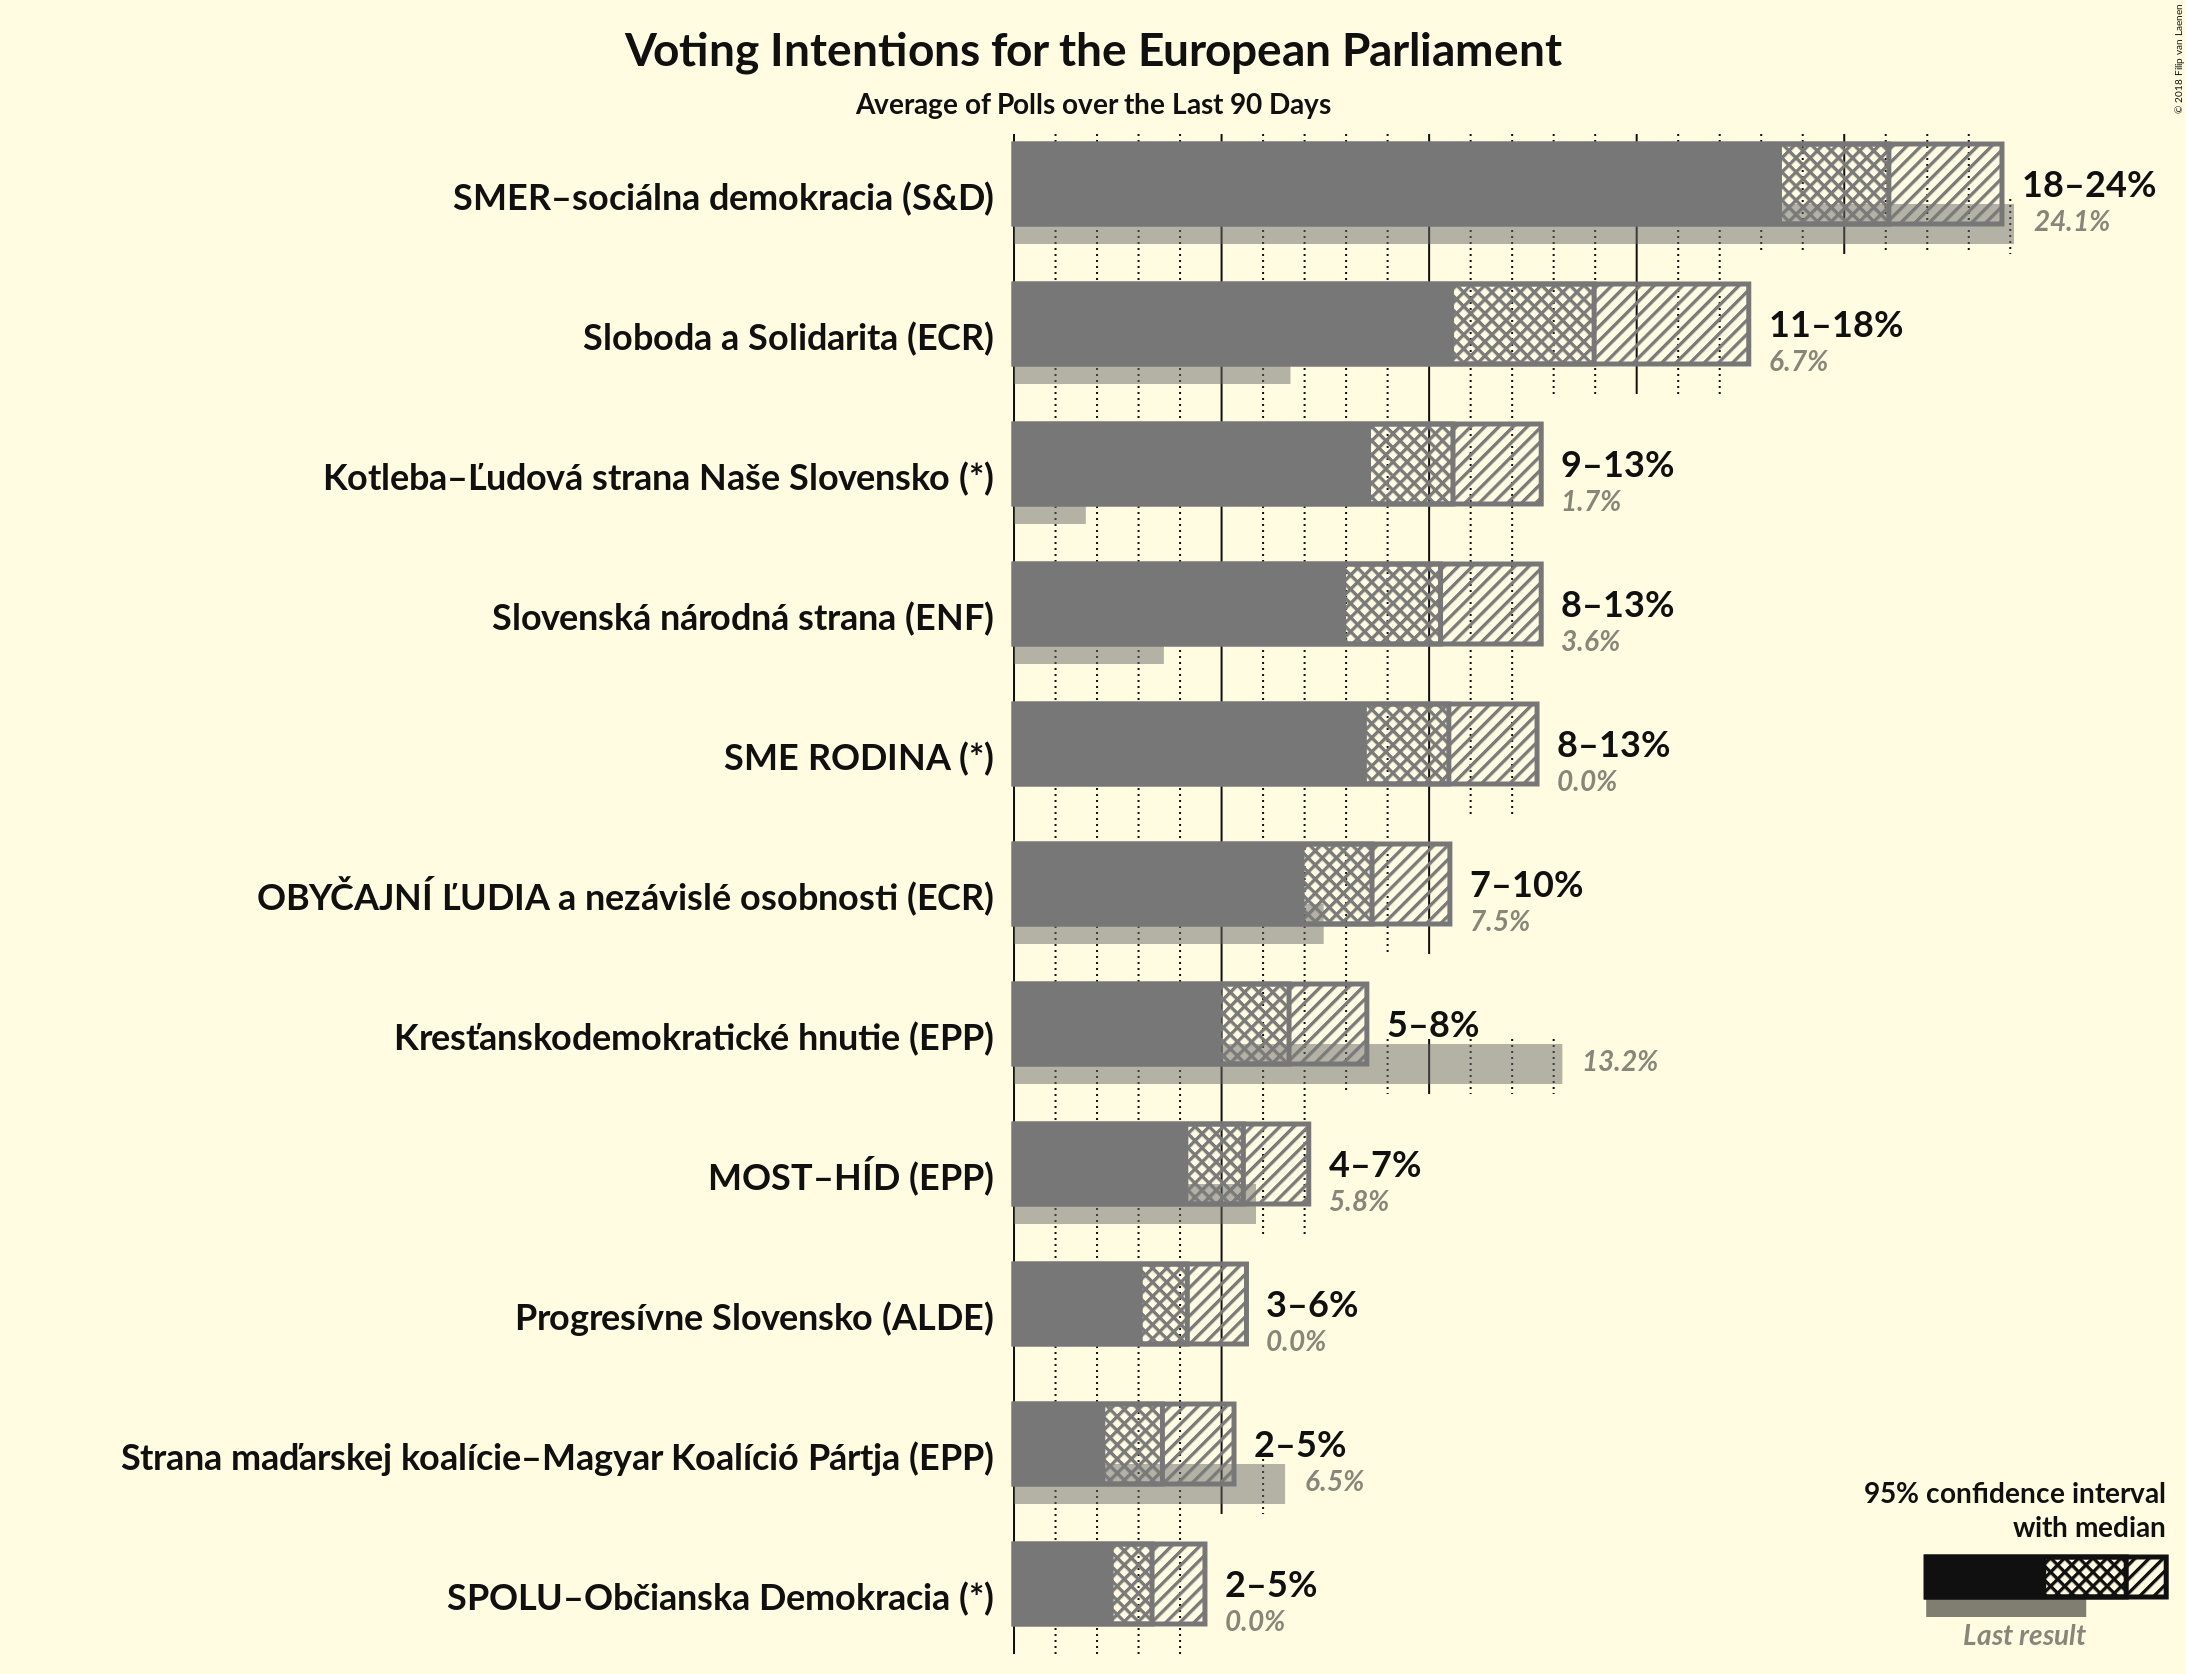 Voting Intentions for the European Parliament
Average of Polls over the Last 90 Days
© 2018 Filip van Laenen
SMER–sociálna demokracia (S&D)
18–24%
24.1%
Sloboda a Solidarita (ECR)
11–18%
6.7%
Kotleba–Ľudová strana Naše Slovensko (*)
9–13%
1.7%
Slovenská národná strana (ENF)
8–13%
3.6%
SME RODINA (*)
8–13%
0.0%
OBYČAJNÍ ĽUDIA a nezávislé osobnosti (ECR)
7–10%
7.5%
Kresťanskodemokratické hnutie (EPP)
5–8%
13.2%
MOST–HÍD (EPP)
4–7%
5.8%
Progresívne Slovensko (ALDE)
3–6%
0.0%
Strana maďarskej koalície–Magyar Koalíció Pártja (EPP)
2–5%
6.5%
SPOLU–Občianska Demokracia (*)
2–5%
0.0%
95% confidence interval
with median
Last result